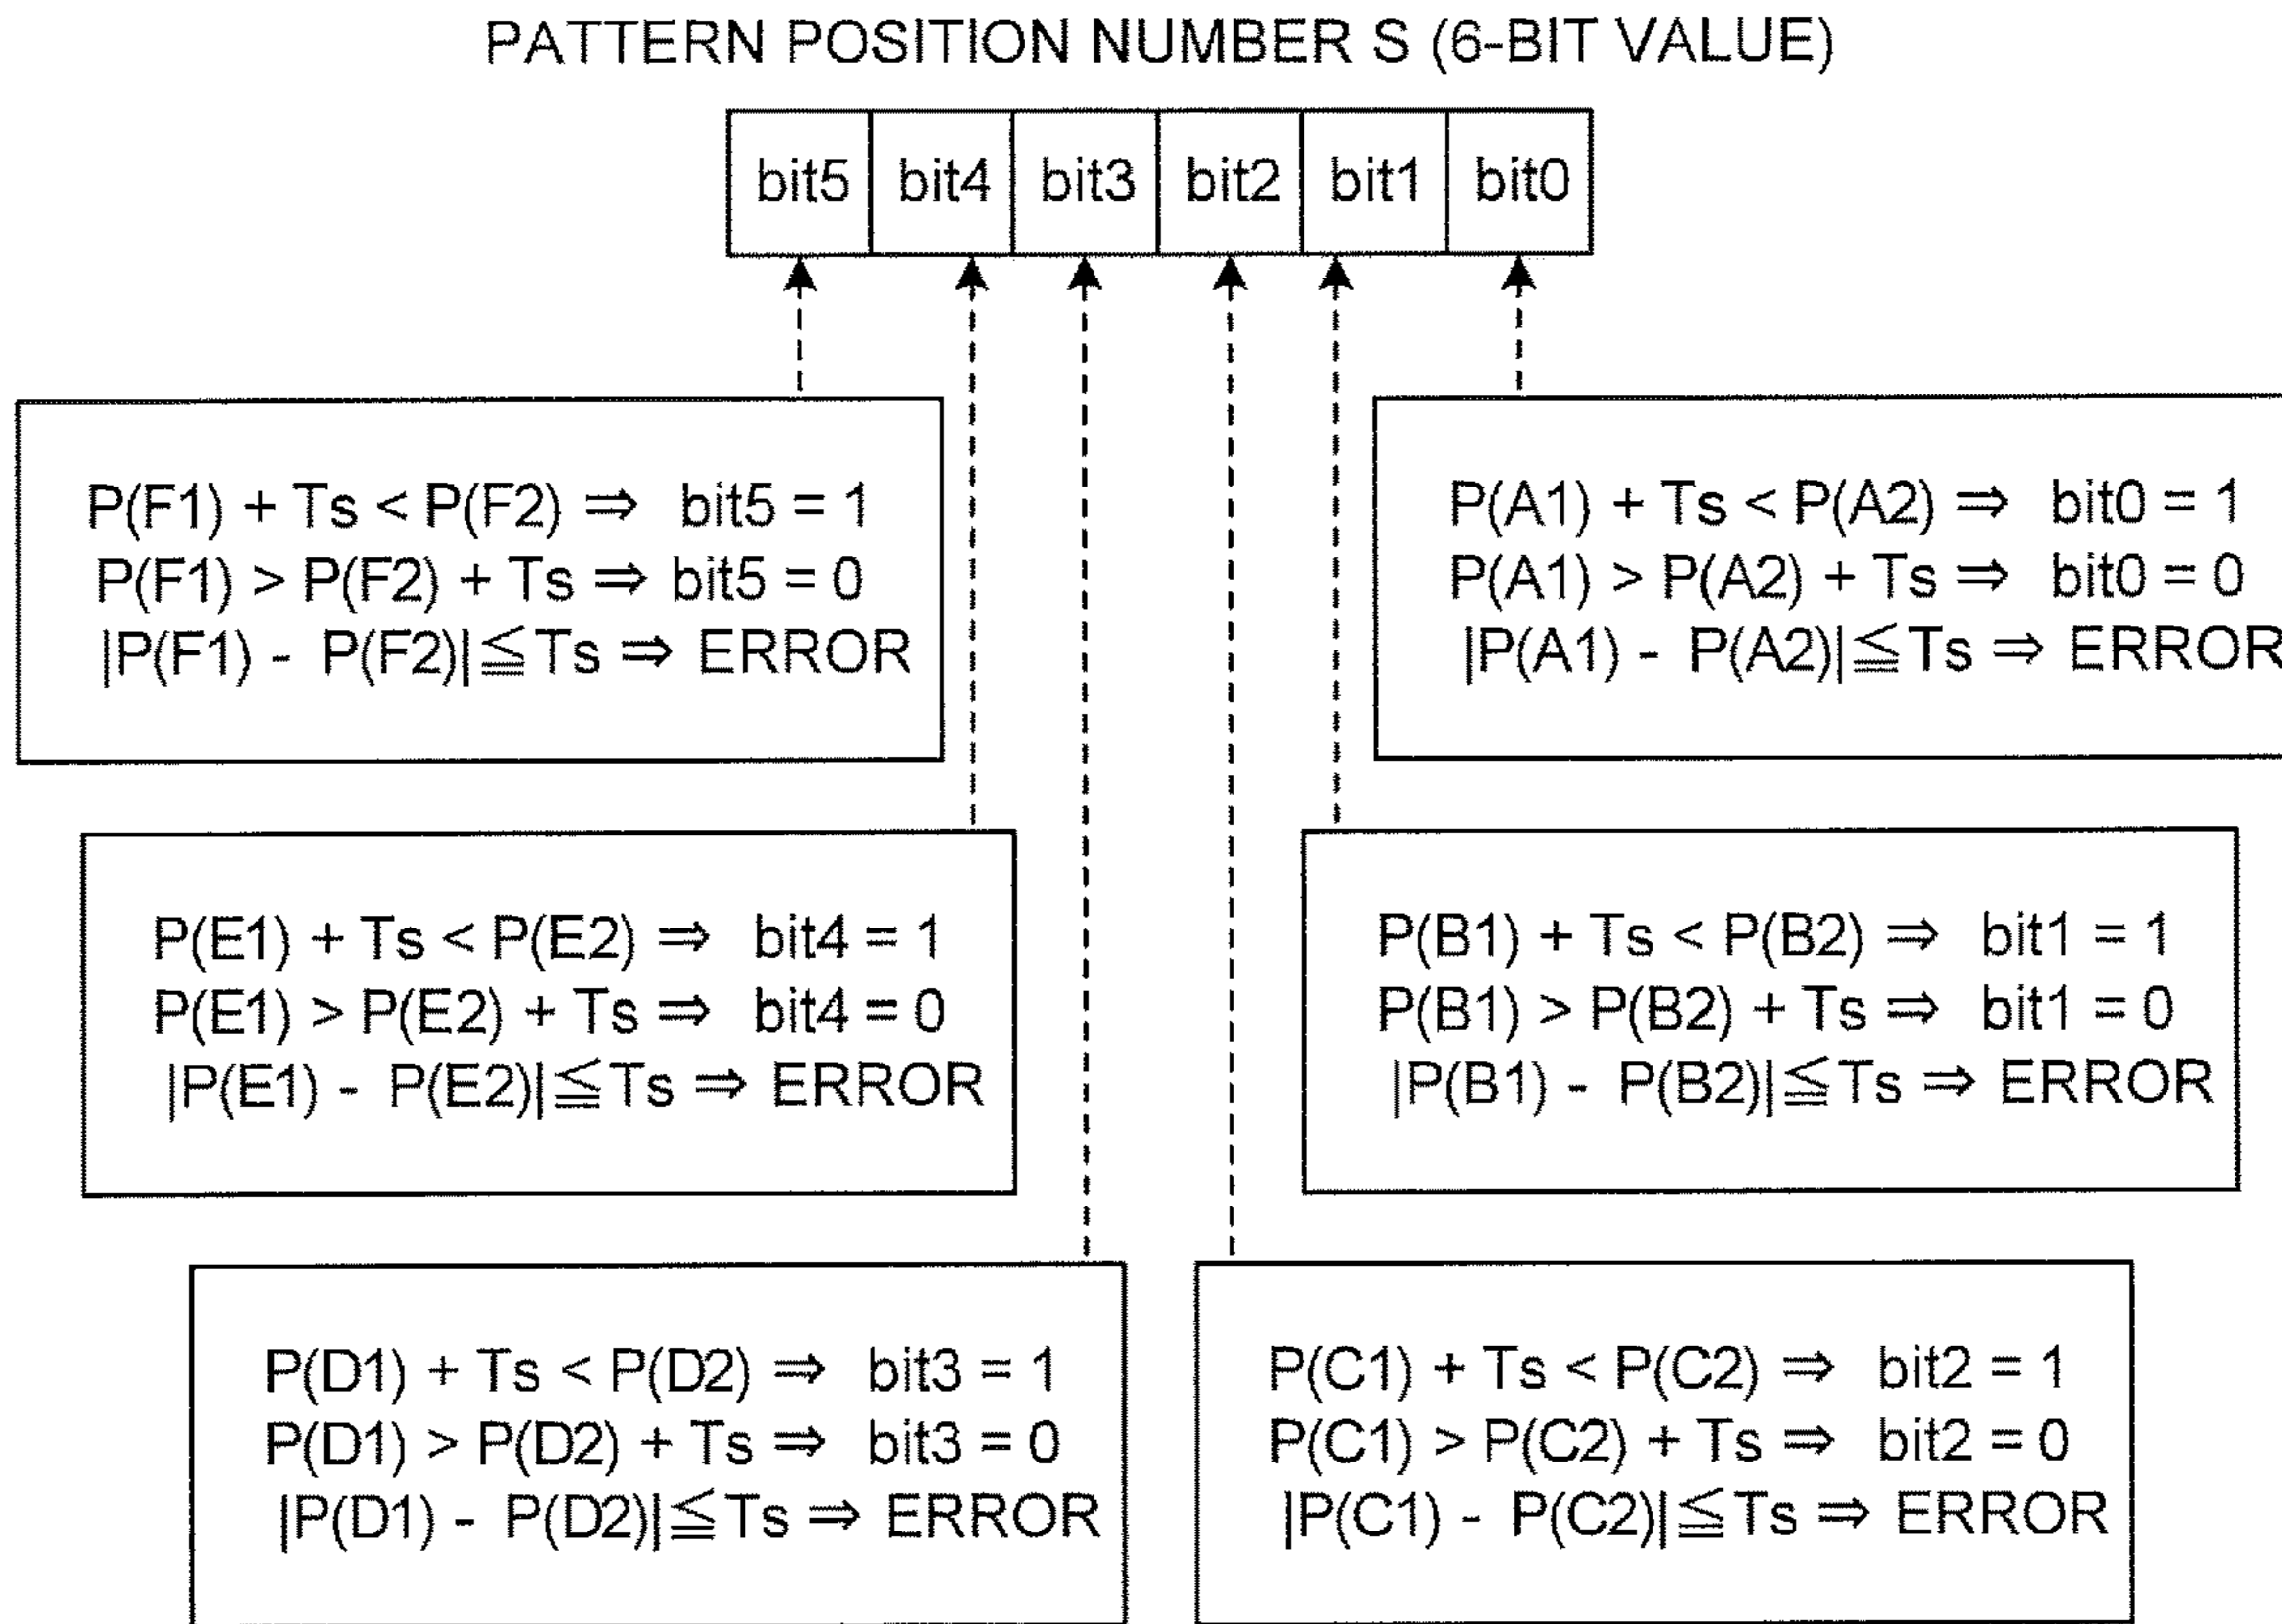 PATTERN POSITION NUMBER S (6-BIT VALUE)
bit5 bit4 bit3 bit2 bit1 bit0
P(F1) + Ts < P(F2) ⇒ bit5 = 1
P(F1) > P(F2) + Ts ⇒ bit5 = 0
|P(F1) - P(F2)|≦Ts ⇒ ERROR
P(A1) + Ts < P(A2) ⇒ bit0 = 1
P(A1) > P(A2) + Ts ⇒ bit0 = 0
|P(A1) - P(A2)|≦Ts ⇒ ERROR
P(E1) + Ts < P(E2) ⇒ bit4 = 1
P(E1) > P(E2) + Ts ⇒ bit4 = 0
|P(E1) - P(E2)|≦Ts ⇒ ERROR
P(B1) + Ts < P(B2) ⇒ bit1 = 1
P(B1) > P(B2) + Ts ⇒ bit1 = 0
|P(B1) - P(B2)|≦Ts ⇒ ERROR
P(D1) + Ts < P(D2) ⇒ bit3 = 1
P(D1) > P(D2) + Ts ⇒ bit3 = 0
|P(D1) - P(D2)|≦Ts ⇒ ERROR
P(C1) + Ts < P(C2) ⇒ bit2 = 1
P(C1) > P(C2) + Ts ⇒ bit2 = 0
|P(C1) - P(C2)|≦Ts ⇒ ERROR